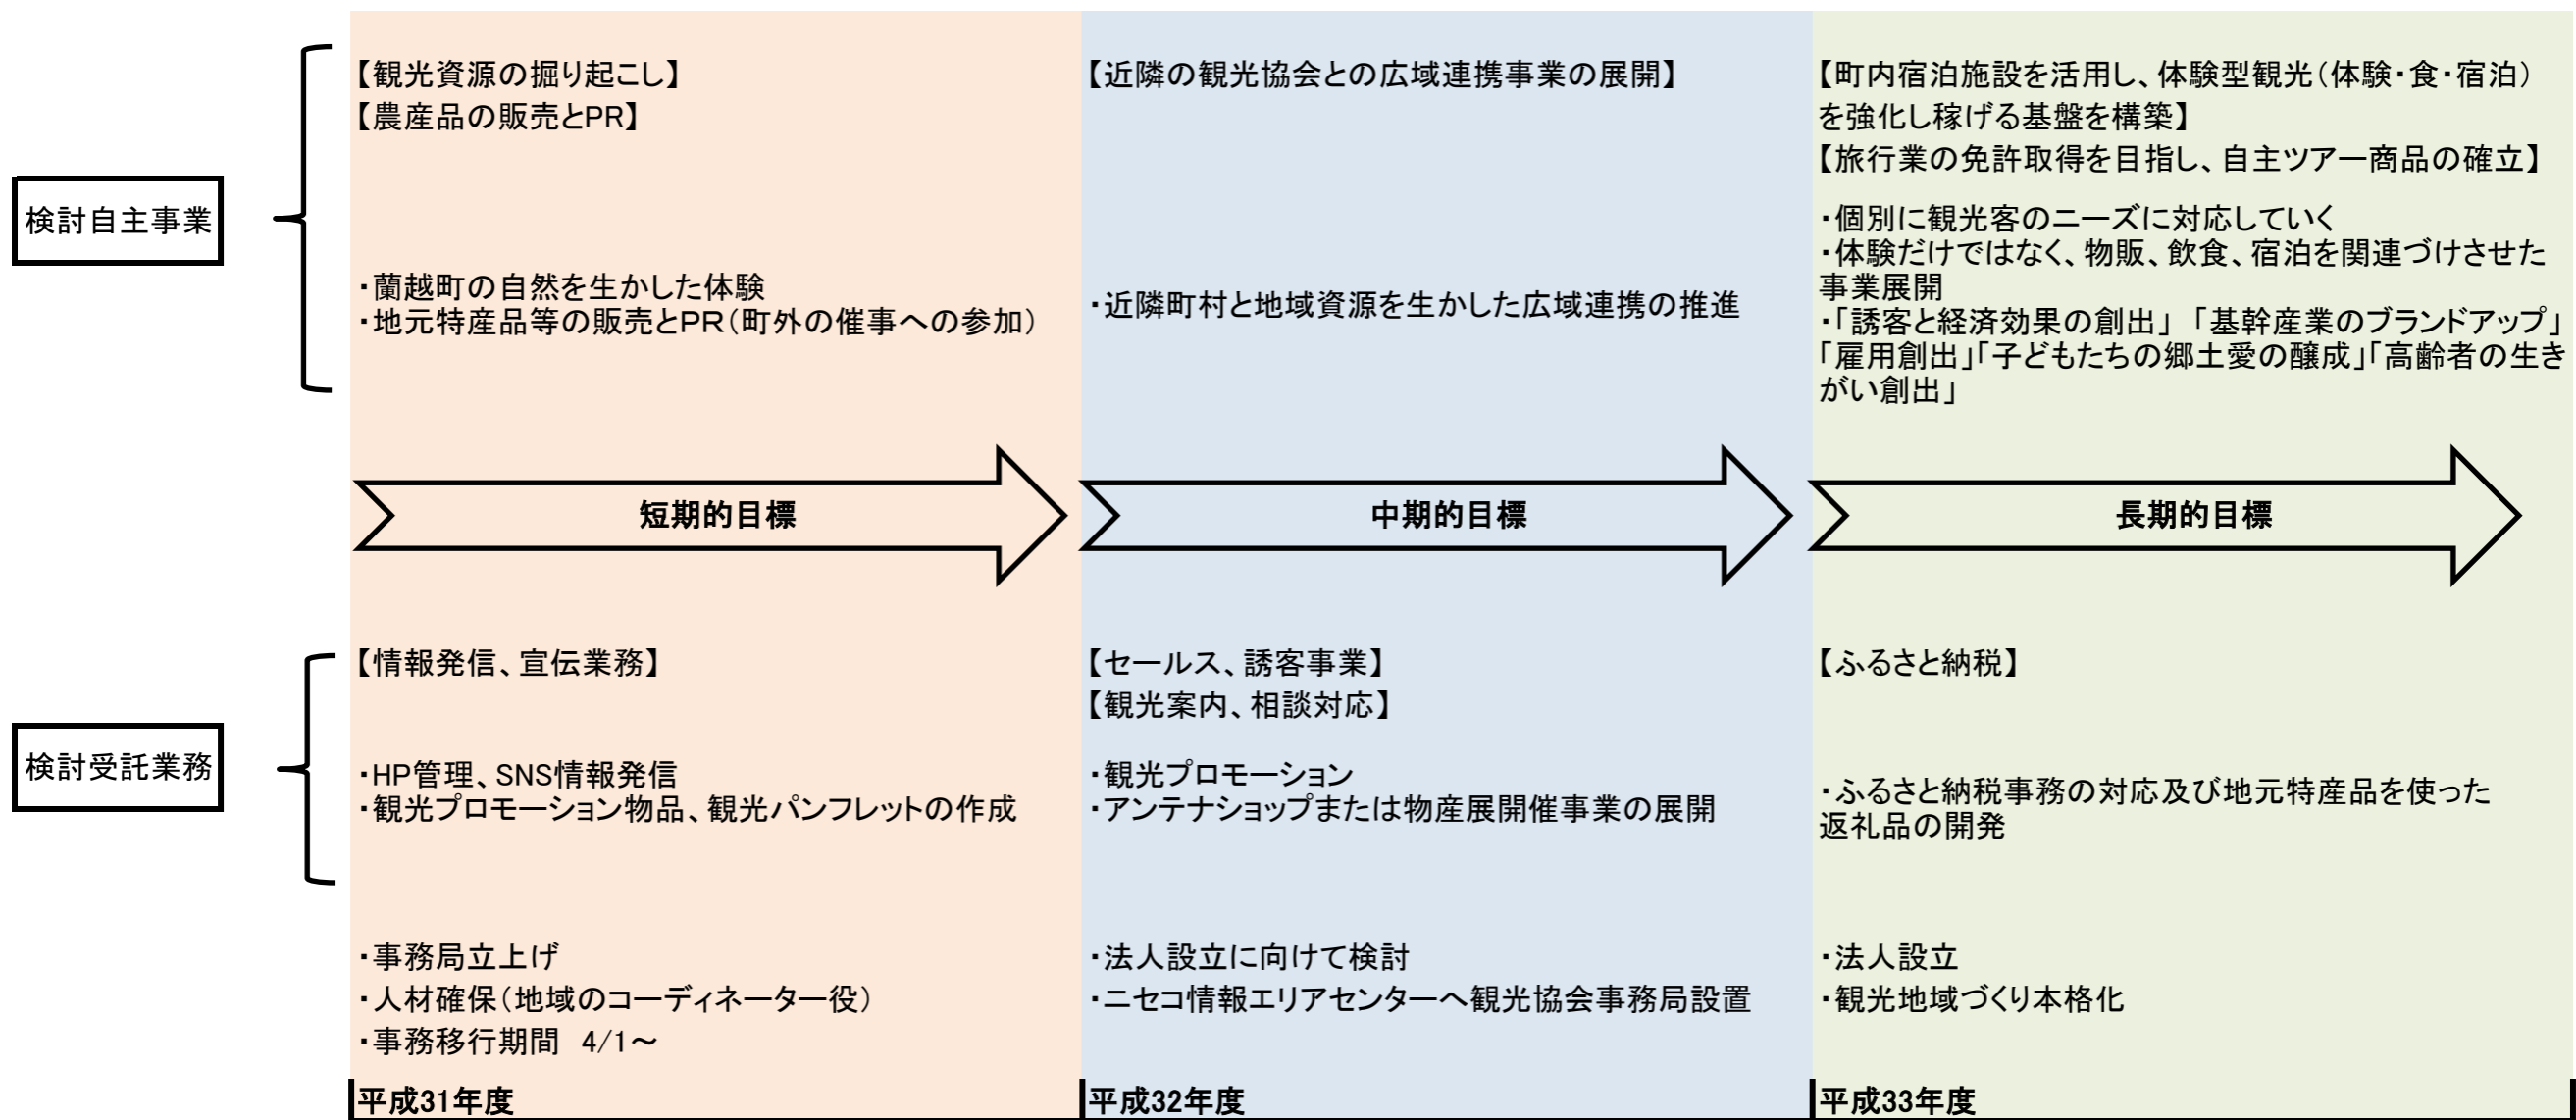 検討自主事業
【観光資源の掘り起こし】
【農産品の販売とPR】
・蘭越町の自然を生かした体験
・地元特産品等の販売とPR（町外の催事への参加）
【近隣の観光協会との広域連携事業の展開】
・近隣町村と地域資源を生かした広域連携の推進
【町内宿泊施設を活用し、体験型観光（体験・食・宿泊）
を強化し稼げる基盤を構築】
【旅行業の免許取得を目指し、自主ツアー商品の確立】
・個別に観光客のニーズに対応していく
・体験だけではなく、物販、飲食、宿泊を関連づけさせた
事業展開
・「誘客と経済効果の創出」 「基幹産業のブランドアップ」
「雇用創出」「子どもたちの郷土愛の醸成」「高齢者の生き
がい創出」
短期的目標
中期的目標
長期的目標
検討受託業務
【情報発信、宣伝業務】
・HP管理、SNS情報発信
・観光プロモーション物品、観光パンフレットの作成
【セールス、誘客事業】
【観光案内、相談対応】
・観光プロモーション
・アンテナショップまたは物産展開催事業の展開
【ふるさと納税】
・ふるさと納税事務の対応及び地元特産品を使った
返礼品の開発
・事務局立上げ
・人材確保（地域のコーディネーター役）
・事務移行期間 4/1～
・法人設立に向けて検討
・ニセコ情報エリアセンターへ観光協会事務局設置
・法人設立
・観光地域づくり本格化
平成31年度
平成32年度
平成33年度